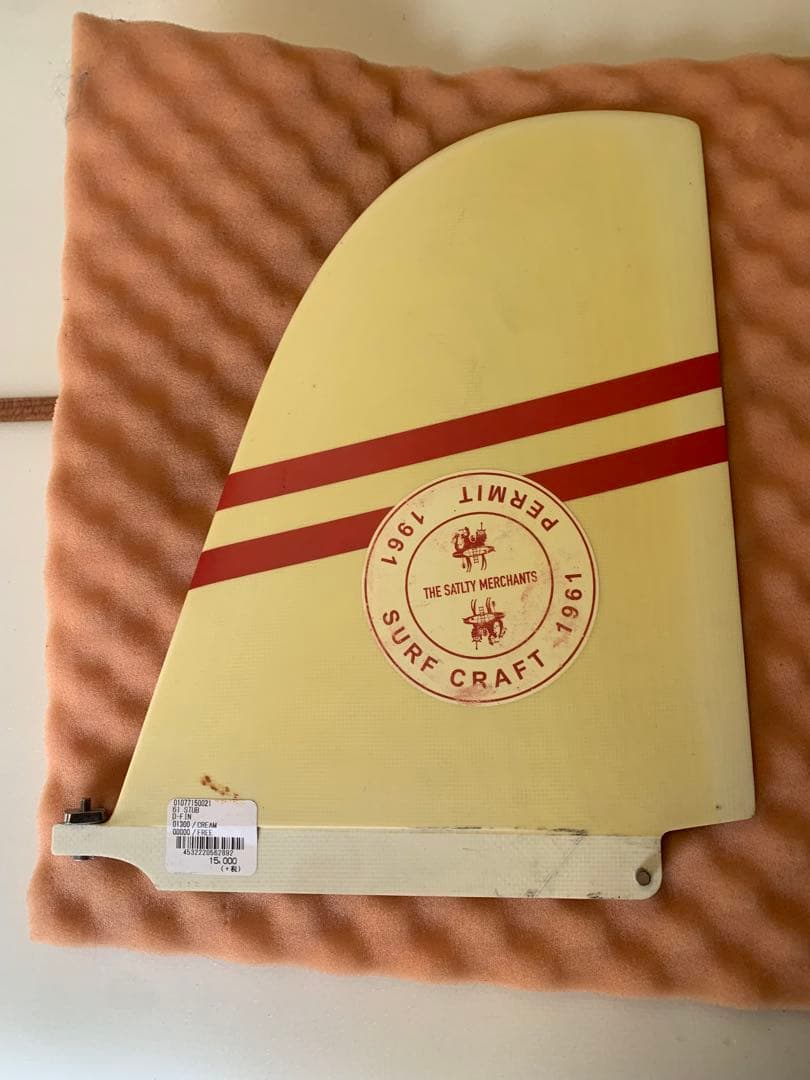 PERMIT
1961
THE SATLTY MERCHANTS
1961
SURF CRAFT
01077150021
61 STUB
D-FIN
01300 / CREAM
00000 / FREE
4532220562892
15,000
(+税)